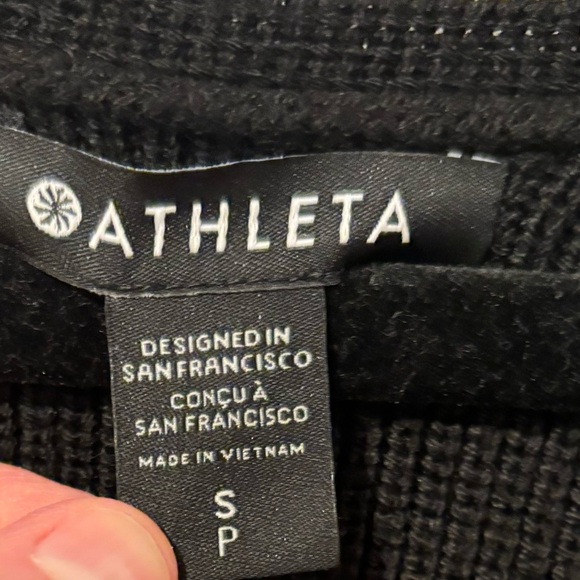 ATHLETA
DESIGNED IN
SAN FRANCISCO
CONÇU À
SAN FRANCISCO
MADE IN VIETNAM
S
P